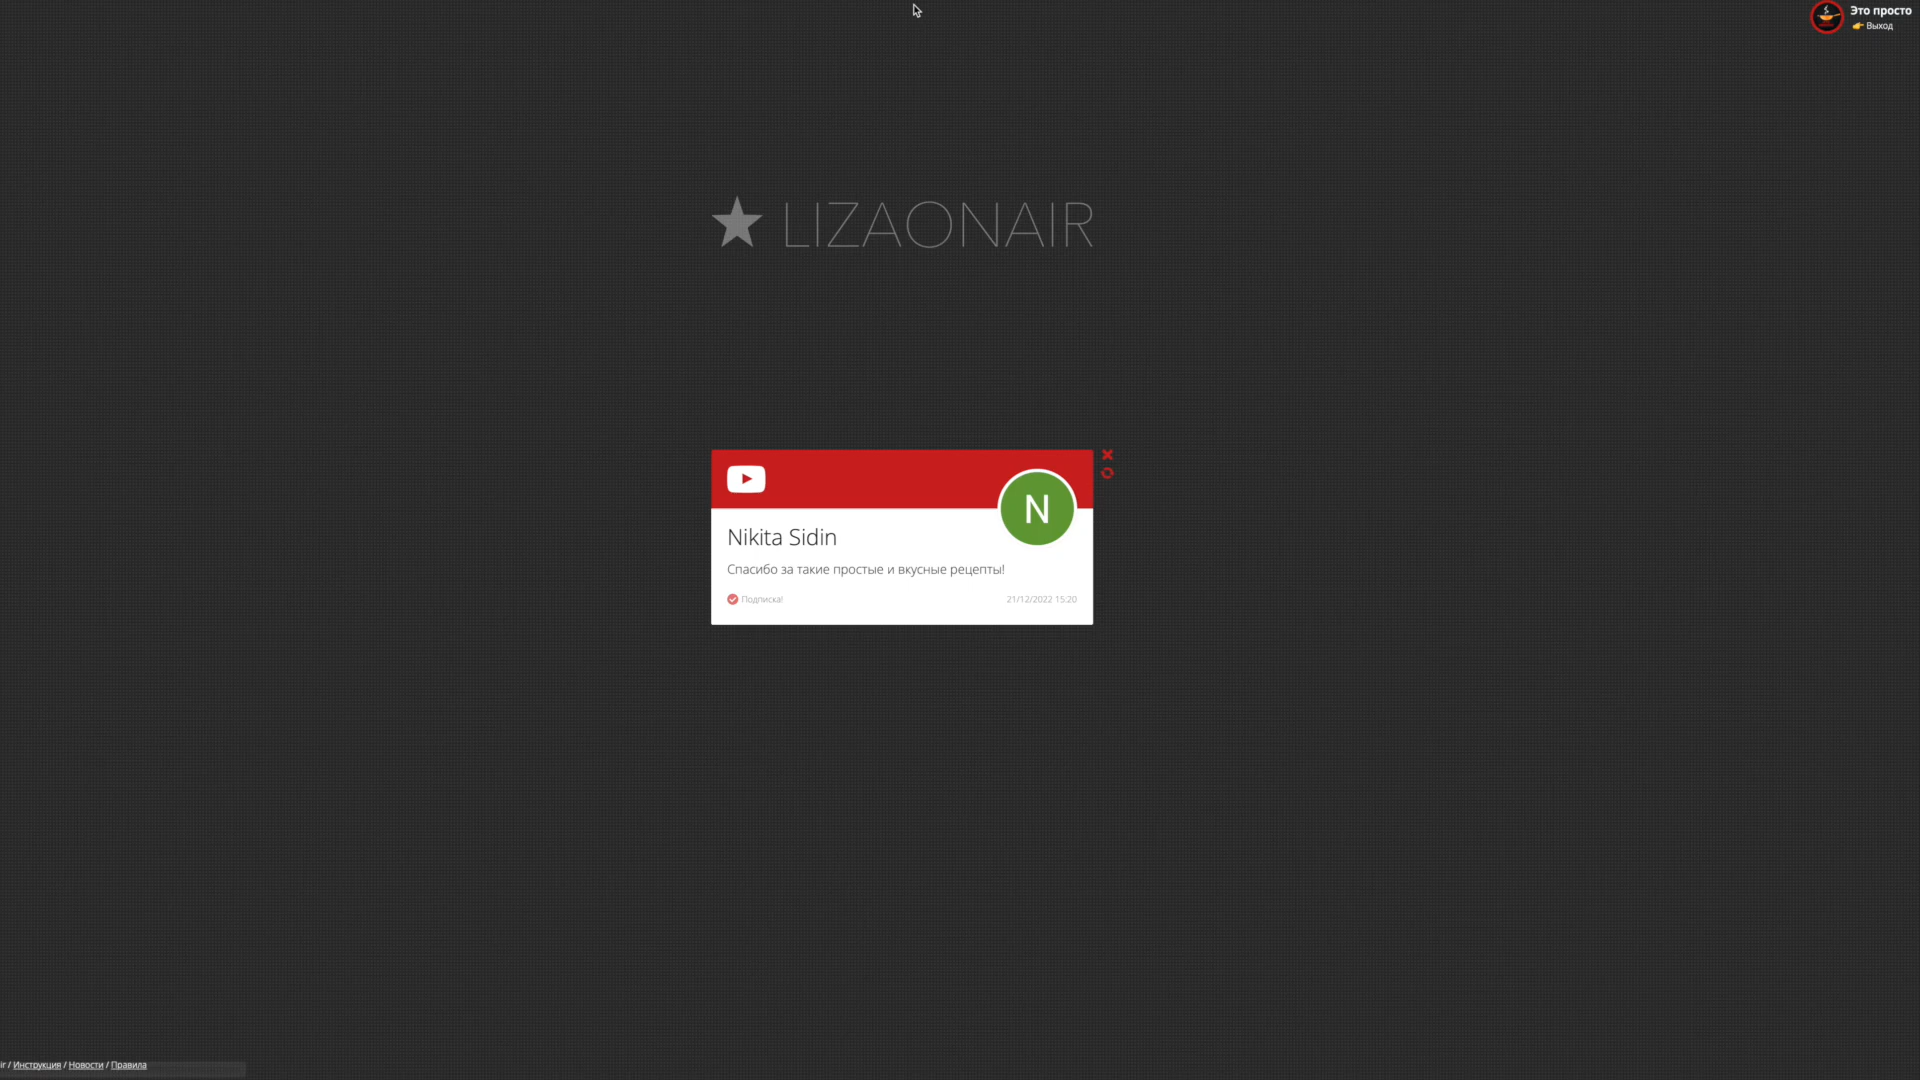 Это просто
Выход
LIZAONAIR
N
Nikita Sidin
Спасибо за такие простые и вкусные рецепты!
Подписка!
21/12/2022 15:20
ir / Инструкция / Новости / Правила